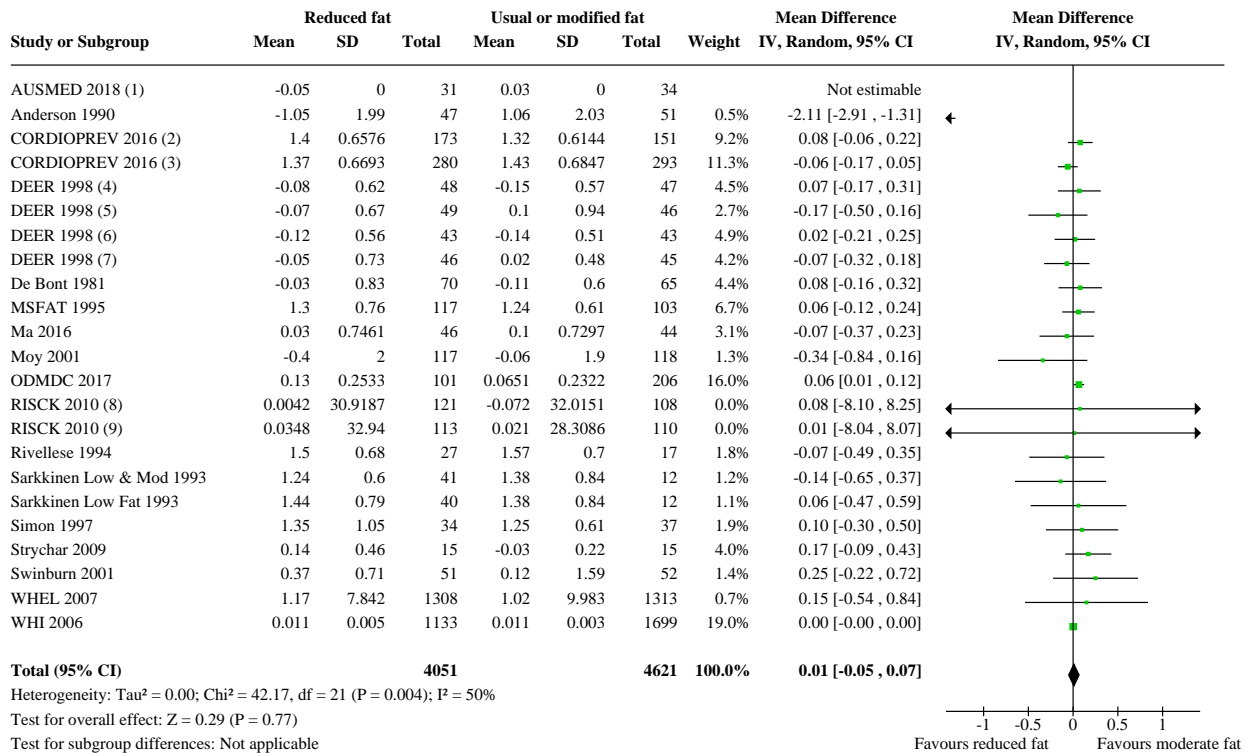 Reduced fat Usual or modified fat Mean Difference Mean Difference
Study or Subgroup Mean SD Total Mean SD Total Weight IV, Random, 95% CI IV, Random, 95% CI
AUSMED 2018 (1) -0.05 0 31 0.03 0 34 Not estimable
Anderson 1990 -1.05 1.99 47 1.06 2.03 51 0.5% -2.11 [-2.91 , -1.31]
CORDIOPREV 2016 (2) 1.4 0.6576 173 1.32 0.6144 151 9.2% 0.08 [-0.06 , 0.22]
CORDIOPREV 2016 (3) 1.37 0.6693 280 1.43 0.6847 293 11.3% -0.06 [-0.17 , 0.05]
DEER 1998 (4) -0.08 0.62 48 -0.15 0.57 47 4.5% 0.07 [-0.17 , 0.31]
DEER 1998 (5) -0.07 0.67 49 0.1 0.94 46 2.7% -0.17 [-0.50 , 0.16]
DEER 1998 (6) -0.12 0.56 43 -0.14 0.51 43 4.9% 0.02 [-0.21 , 0.25]
DEER 1998 (7) -0.05 0.73 46 0.02 0.48 45 4.1% -0.07 [-0.32 , 0.18]
De Bont 1981 -0.03 0.83 70 -0.11 0.6 65 4.4% 0.08 [-0.16 , 0.32]
MSFAT 1995 1.3 0.76 117 1.24 0.61 103 6.7% 0.06 [-0.12 , 0.24]
Ma 2016 0.03 0.7461 46 0.1 0.7297 44 3.1% -0.07 [-0.37 , 0.23]
Moy 2001 -0.4 2 117 -0.06 1.9 118 1.3% -0.34 [-0.84 , 0.16]
ODMDC 2017 0.13 0.2533 101 0.0651 0.2322 206 16.0% 0.06 [0.01 , 0.12]
RISCK 2010 (8) 0.0042 30.9187 121 -0.072 32.0151 108 0.0% 0.08 [-8.10 , 8.25]
RISCK 2010 (9) 0.0348 32.94 113 0.021 28.3086 110 0.0% 0.01 [-8.04 , 8.07]
Rivellese 1994 1.5 0.68 27 1.57 0.7 17 1.8% -0.07 [-0.49 , 0.35]
Sarkkinen Low & Mod 1993 1.24 0.6 41 1.38 0.84 12 1.2% -0.14 [-0.65 , 0.37]
Sarkkinen Low Fat 1993 1.44 0.79 40 1.38 0.84 12 1.1% 0.06 [-0.47 , 0.59]
Simon 1997 1.35 1.05 34 1.25 0.61 37 1.9% 0.10 [-0.30 , 0.50]
Strychar 2009 0.14 0.46 15 -0.03 0.22 15 4.0% 0.17 [-0.09 , 0.43]
Swinburn 2001 0.37 0.71 51 0.12 1.59 52 1.4% 0.25 [-0.22 , 0.72]
WHEL 2007 1.17 7.842 1308 1.02 9.983 1313 0.7% 0.15 [-0.54 , 0.84]
WHI 2006 0.011 0.005 1133 0.011 0.003 1699 19.0% 0.00 [-0.00 , 0.00]
Total (95% CI) 4051 4621 100.0% 0.01 [-0.05 , 0.07]
Heterogeneity: Tau² = 0.00; Chi² = 42.17, df = 21 (P = 0.004); I² = 50%
Test for overall effect: Z = 0.29 (P = 0.77)
Test for subgroup differences: Not applicable
-1 -0.5 0 0.5 1
Favours reduced fat Favours moderate fat